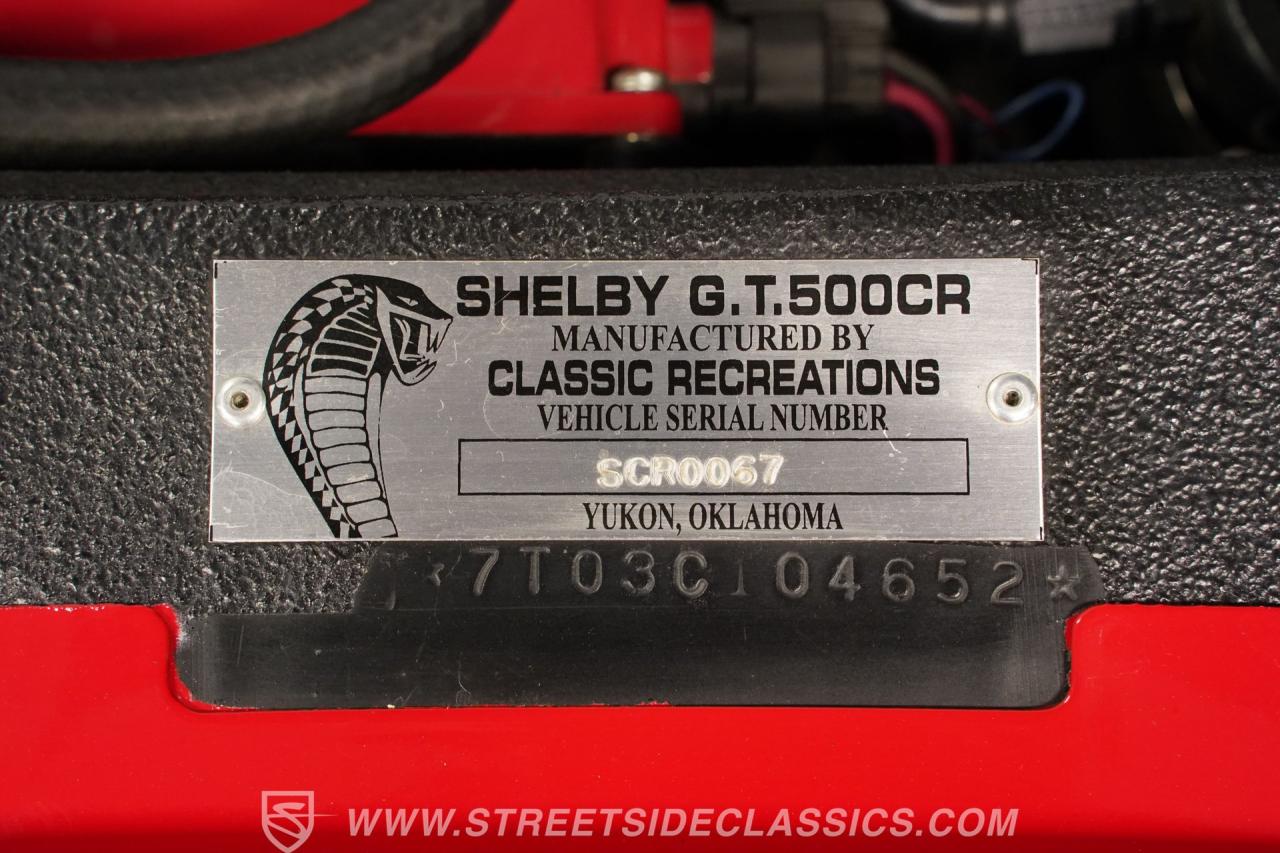 SHELBY G.T.500CR
MANUFACTURED BY
CLASSIC RECREATIONS
VEHICLE SERIAL NUMBER
SCR0067
YUKON, OKLAHOMA
*7T03C104652*
WWW.STREETSIDECLASSICS.COM